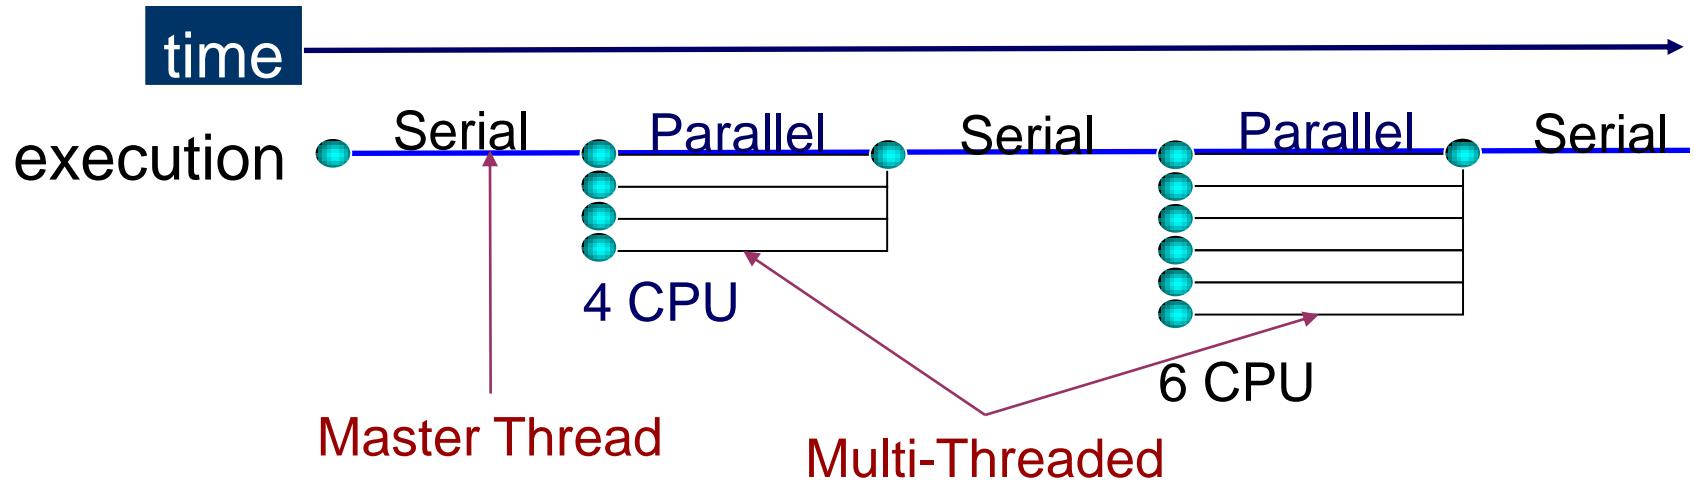 time
execution
Serial
Parallel
Serial
Parallel
Serial
4 CPU
6 CPU
Master Thread
Multi-Threaded